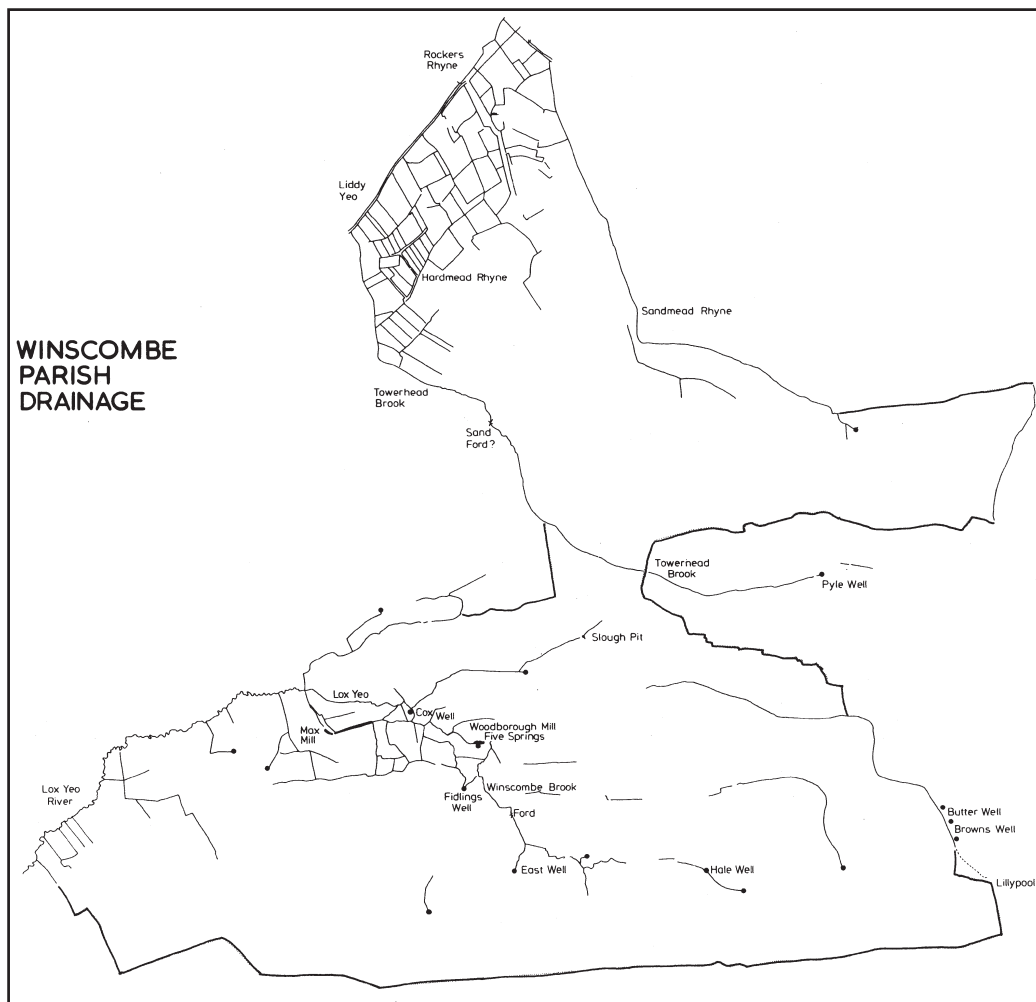 Rockers
Rhyne
Liddy
Yeo
Hardmead Rhyne
Sandmead Rhyne
WINSCOMBE
PARISH
DRAINAGE
Towerhead
Brook
Sand
Ford?
Towerhead
Brook
Pyle Well
Slough Pit
Lox Yeo
Cox Well
Max
Mill
Woodborough Mill
Five Springs
Lox Yeo
River
Fidlings
Well
Winscombe Brook
Ford
Butter Well
Browns Well
East Well
Hale Well
Lillypool